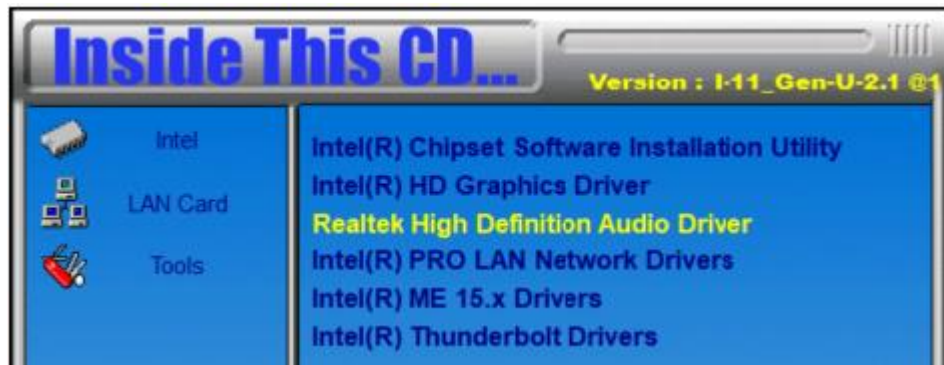 Inside This CD...
Version : I-11_Gen-U-2.1 @1
Intel
LAN Card
Tools
Intel(R) Chipset Software Installation Utility
Intel(R) HD Graphics Driver
Realtek High Definition Audio Driver
Intel(R) PRO LAN Network Drivers
Intel(R) ME 15.x Drivers
Intel(R) Thunderbolt Drivers